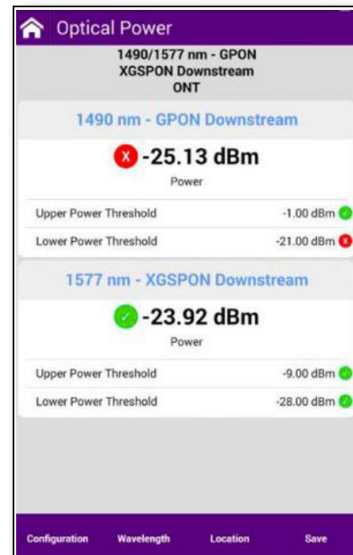 Optical Power
1490/1577 nm - GPON
XGSPON Downstream
ONT
1490 nm - GPON Downstream
X -25.13 dBm
Power
Upper Power Threshold -1.00 dBm
Lower Power Threshold -21.00 dBm X
1577 nm - XGSPON Downstream
-23.92 dBm
Power
Upper Power Threshold -9.00 dBm
Lower Power Threshold -28.00 dBm
Configuration Wavelength Location Save